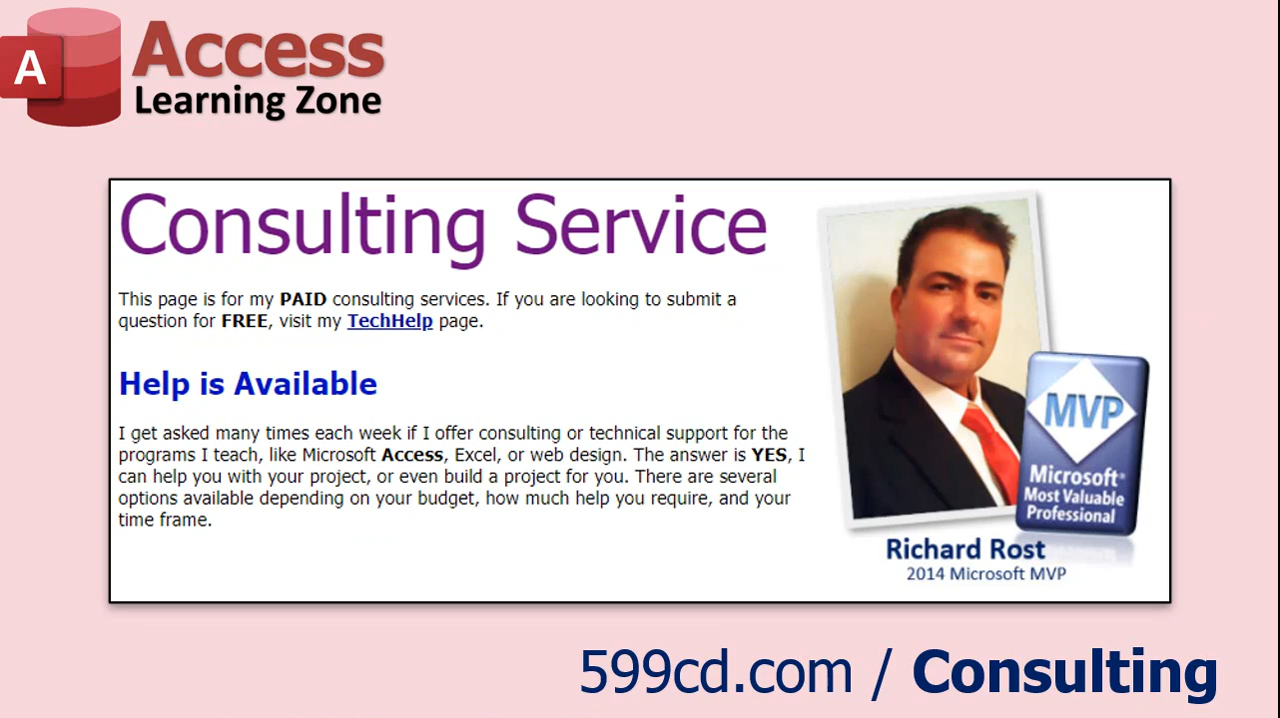 A
Access
Learning Zone
Consulting Service
This page is for my PAID consulting services. If you are looking to submit a
question for FREE, visit my TechHelp page.
Help is Available
I get asked many times each week if I offer consulting or technical support for the
programs I teach, like Microsoft Access, Excel, or web design. The answer is YES, I
can help you with your project, or even build a project for you. There are several
options available depending on your budget, how much help you require, and your
time frame.
MVP
Microsoft®
Most Valuable
Professional
Richard Rost
2014 Microsoft MVP
599cd.com / Consulting